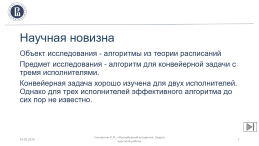 Научная новизна
Объект исследования - алгоритмы из теории расписаний
Предмет исследования - алгоритм для конвейерной задачи с
тремя исполнителями.
Конвейерная задача хорошо изучена для двух исполнителей.
Однако для трех исполнителей эффективного алгоритма до
сих пор не известно.